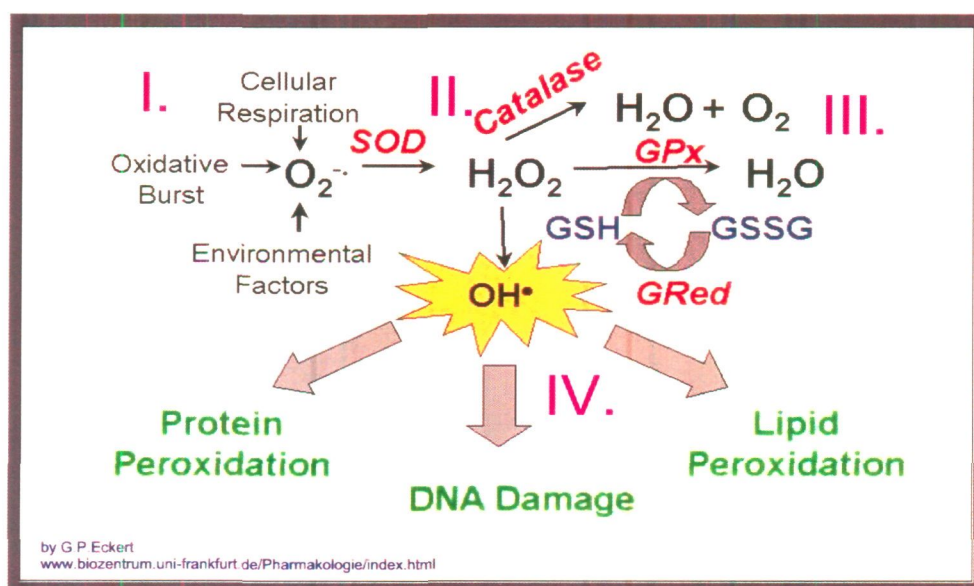 I.
Cellular
Respiration
Oxidative
Burst
O₂⁻·
Environmental
Factors
SOD
II.
Catalase
H₂O₂
H₂O + O₂
III.
GPx
H₂O
GSH
GSSG
GRed
OH•
IV.
Protein
Peroxidation
DNA Damage
Lipid
Peroxidation
by G.P.Eckert
www.biozentrum.uni-frankfurt.de/Pharmakologie/index.html